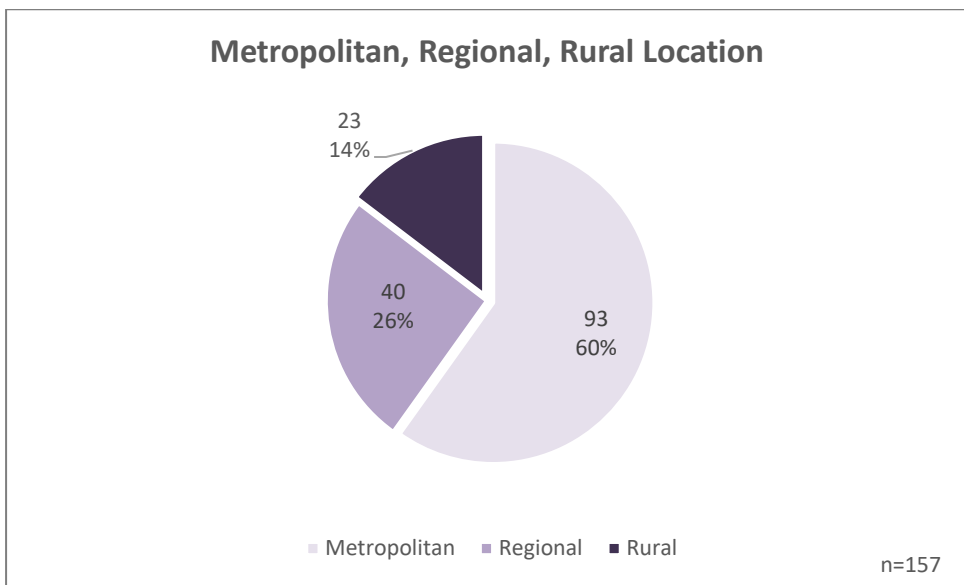 Metropolitan, Regional, Rural Location
23
14%
40
26%
93
60%
Metropolitan Regional Rural
n=157